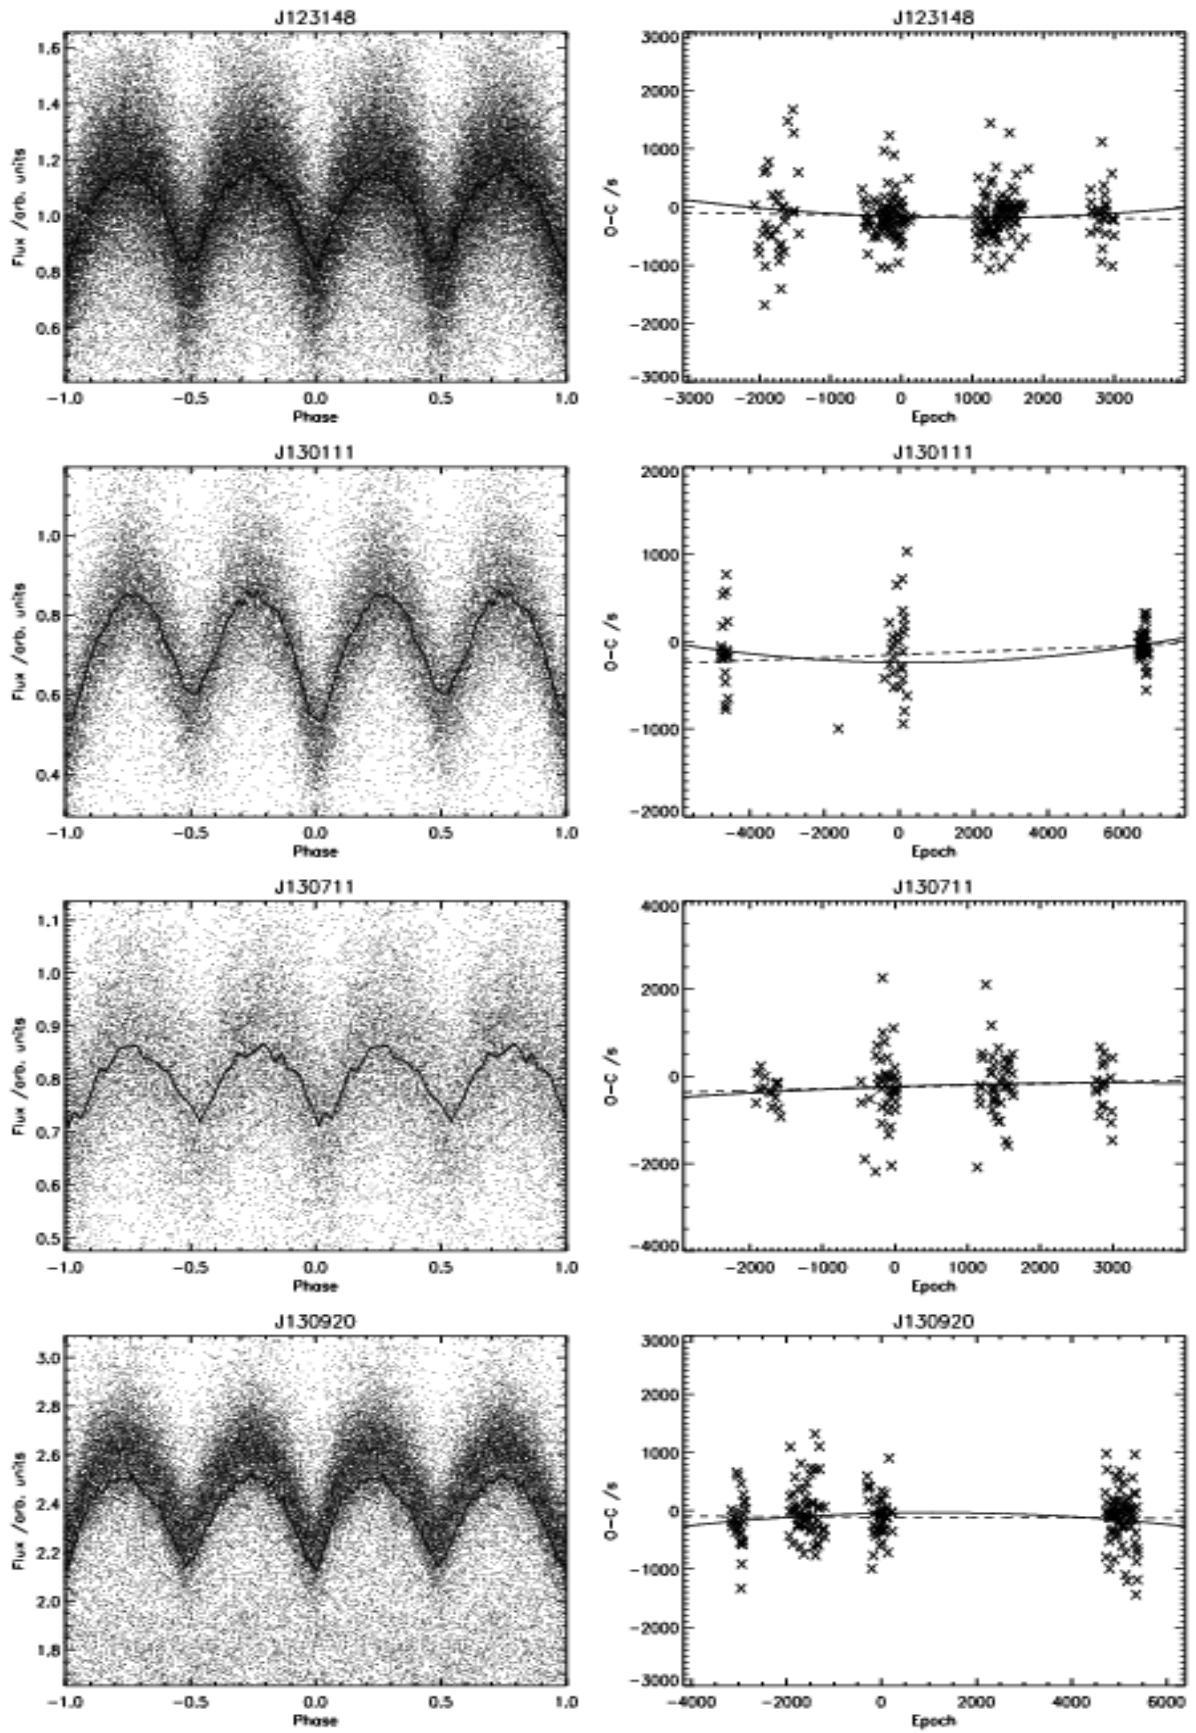 J123148
1.6
1.4
1.2
1.0
0.8
0.6
Flux /arb. units
-1.0 -0.5 0.0 0.5 1.0
Phase
J123148
3000
2000
1000
0
-1000
-2000
-3000
O-C /s
-3000 -2000 -1000 0 1000 2000 3000
Epoch
J130111
1.0
0.8
0.6
0.4
Flux /arb. units
-1.0 -0.5 0.0 0.5 1.0
Phase
J130111
2000
1000
0
-1000
-2000
O-C /s
-4000 -2000 0 2000 4000 6000
Epoch
J130711
1.1
1.0
0.9
0.8
0.7
0.6
0.5
Flux /arb. units
-1.0 -0.5 0.0 0.5 1.0
Phase
J130711
4000
2000
0
-2000
-4000
O-C /s
-2000 -1000 0 1000 2000 3000
Epoch
J130920
3.0
2.8
2.6
2.4
2.2
2.0
1.8
Flux /arb. units
-1.0 -0.5 0.0 0.5 1.0
Phase
J130920
3000
2000
1000
0
-1000
-2000
-3000
O-C /s
-4000 -2000 0 2000 4000 6000
Epoch